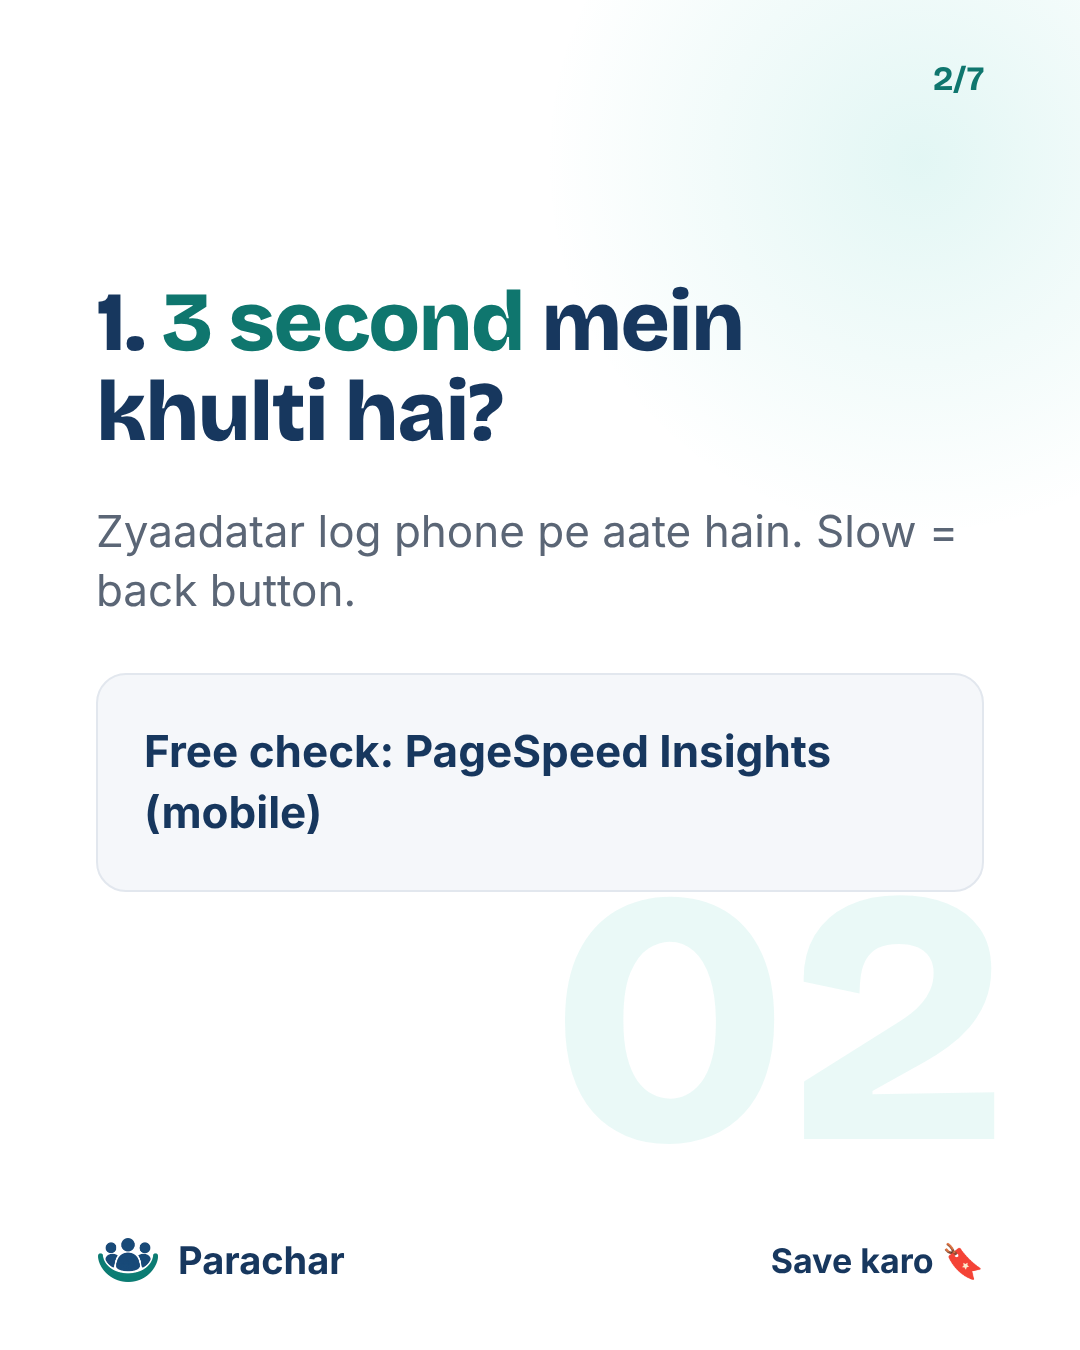 2/7
1. 3 second mein
khulti hai?
Zyaadatar log phone pe aate hain. Slow =
back button.
Free check: PageSpeed Insights
(mobile)
02
Parachar
Save karo 🔖